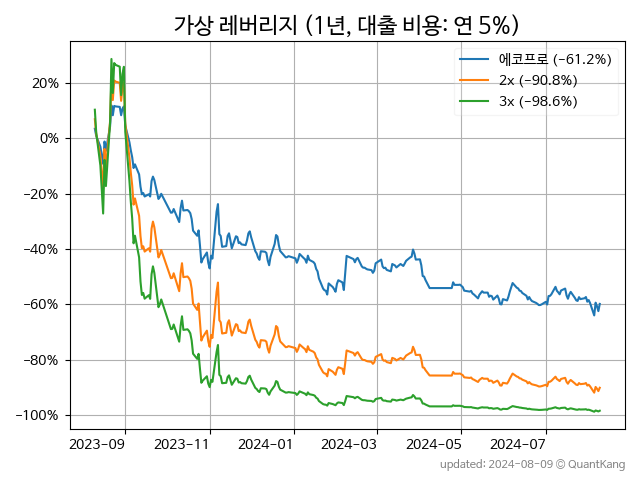 가상 레버리지 (1년, 대출 비용: 연 5%)
에코프로 (-61.2%)
2x (-90.8%)
3x (-98.6%)
20%
0%
-20%
-40%
-60%
-80%
-100%
2023-09 2023-11 2024-01 2024-03 2024-05 2024-07
updated: 2024-08-09 © QuantKang